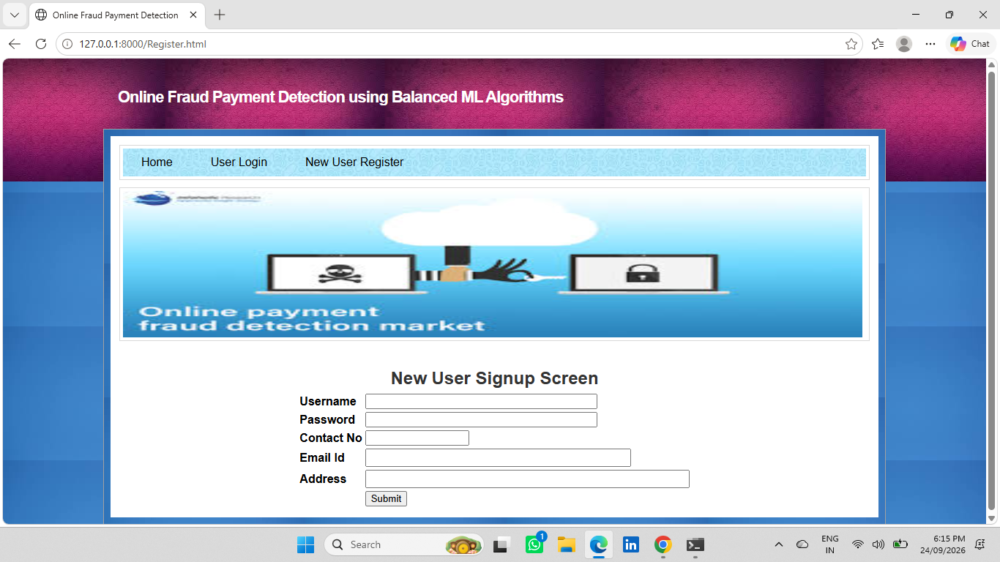 Online Fraud Payment Detection
127.0.0.1:8000/Register.html
Chat
Online Fraud Payment Detection using Balanced ML Algorithms
Home User Login New User Register
Online payment
fraud detection market
New User Signup Screen
Username
Password
Contact No
Email Id
Address
Submit
Search
1
ENG
IN
6:15 PM
24/09/2026